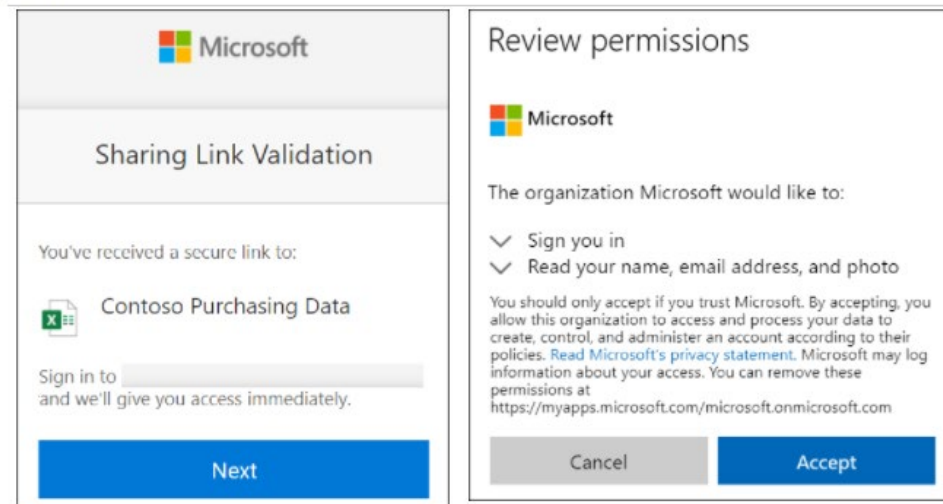 Microsoft
Sharing Link Validation
You've received a secure link to:
Contoso Purchasing Data
Sign in to
and we'll give you access immediately.
Next
Review permissions
Microsoft
The organization Microsoft would like to:
Sign you in
Read your name, email address, and photo
You should only accept if you trust Microsoft. By accepting, you
allow this organization to access and process your data to
create, control, and administer an account according to their
policies. Read Microsoft's privacy statement. Microsoft may log
information about your access. You can remove these
permissions at
https://myapps.microsoft.com/microsoft.onmicrosoft.com
Cancel
Accept